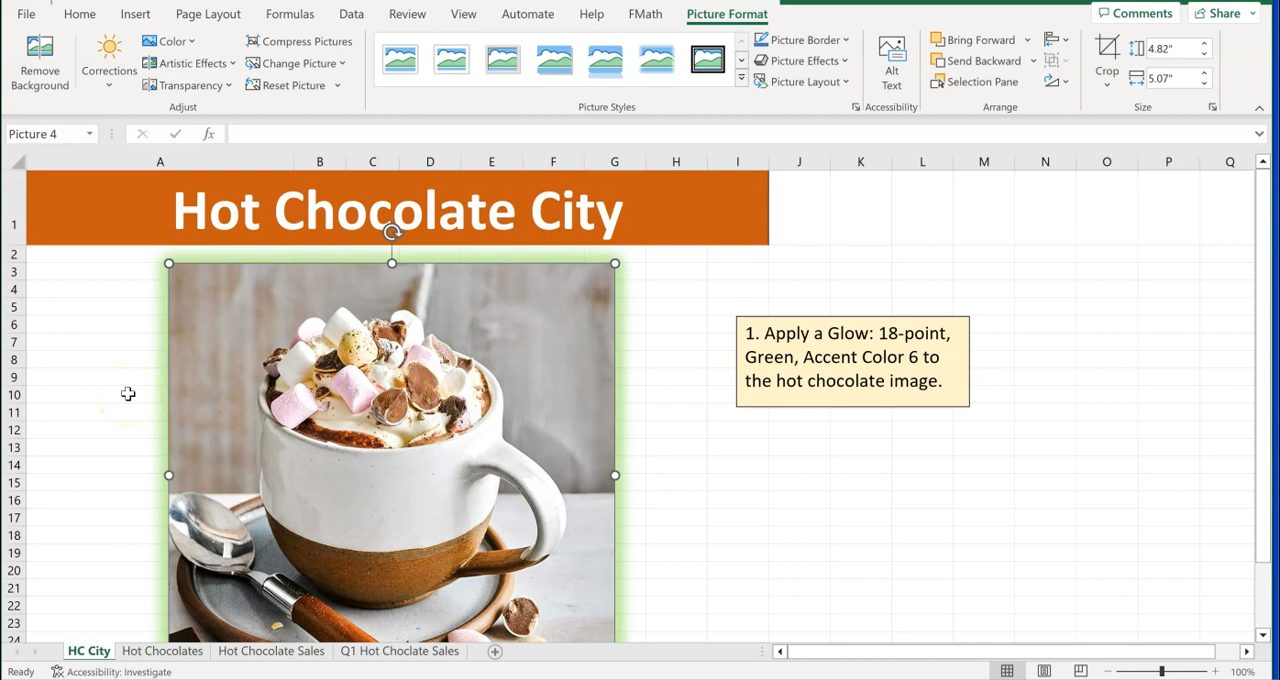 File Home Insert Page Layout Formulas Data Review View Automate Help FMath Picture Format Comments Share
Remove Background
Corrections
Color
Artistic Effects
Transparency
Compress Pictures
Change Picture
Reset Picture
Adjust
Picture Styles
Picture Border
Picture Effects
Picture Layout
Alt Text
Accessibility
Bring Forward
Send Backward
Selection Pane
Arrange
Crop
4.82"
5.07"
Size
Picture 4
fx
A B C D E F G H I J K L M N O P Q
1
Hot Chocolate City
2
3
4
5
6
7
8
9
10
11
12
13
14
15
16
17
18
19
20
21
22
23
24
1. Apply a Glow: 18-point,
Green, Accent Color 6 to
the hot chocolate image.
HC City Hot Chocolates Hot Chocolate Sales Q1 Hot Choclate Sales
Ready Accessibility: Investigate 100%